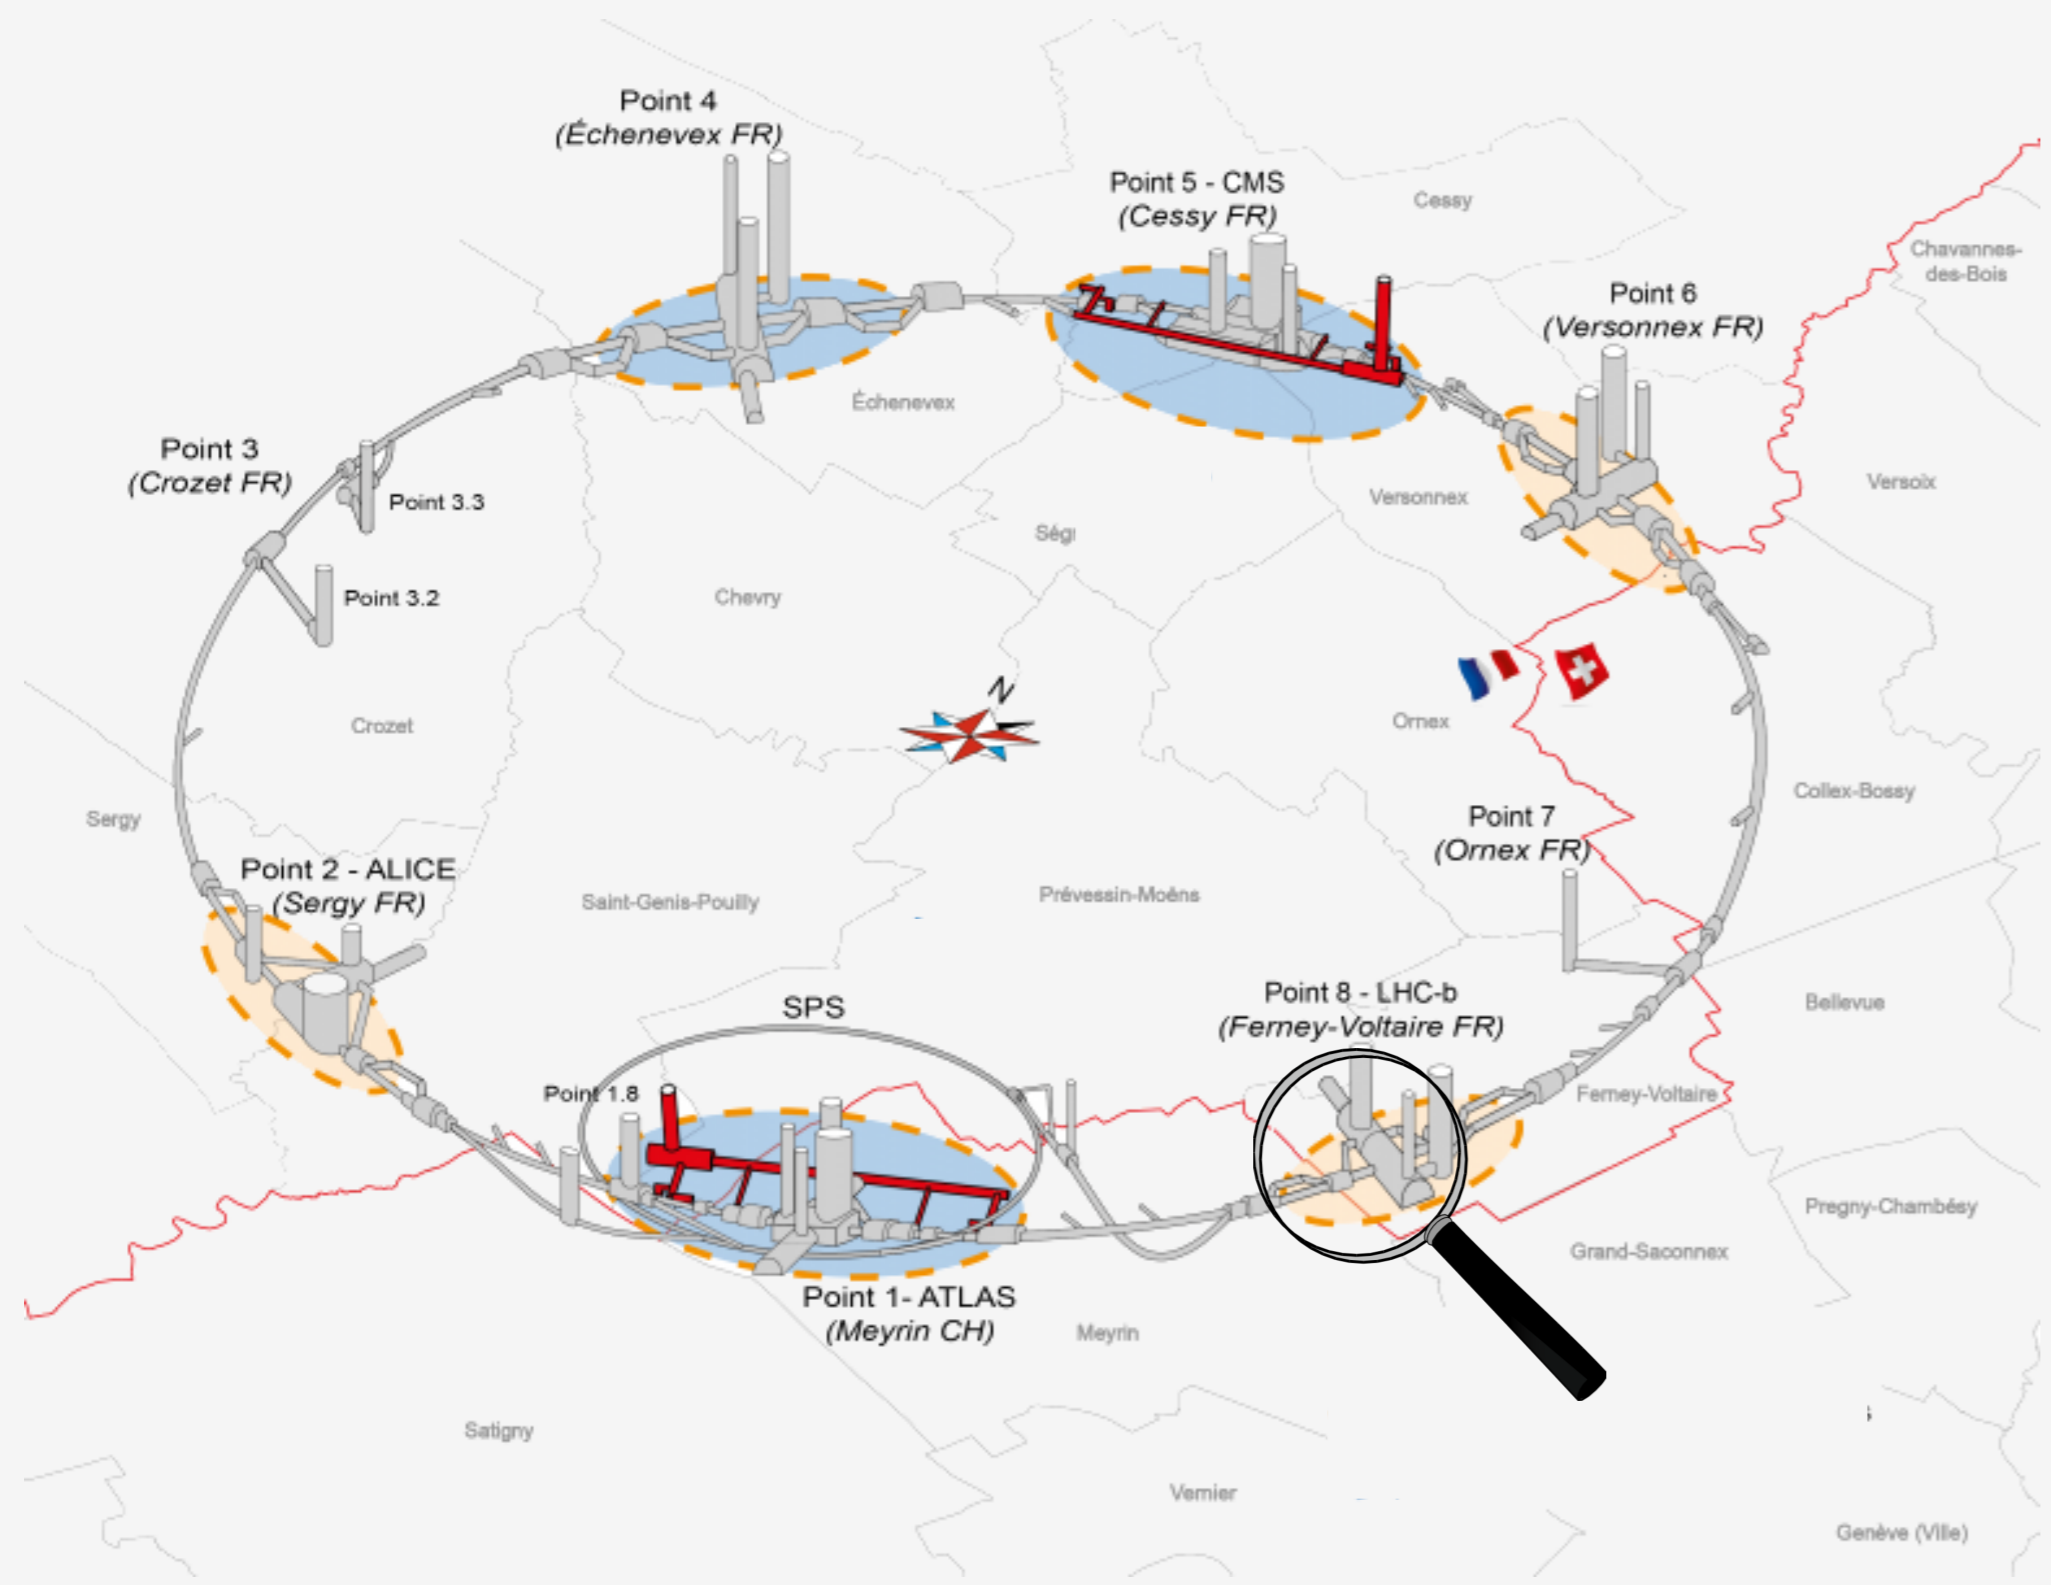 Point 4
(Échenevex FR)
Point 5 - CMS
(Cessy FR)
Cessy
Chavannes-
des-Bois
Point 6
(Versonnex FR)
Échenevex
Point 3
(Crozet FR)
Point 3.3
Versonnex
Versoix
Ségi
Point 3.2
Chevry
N
Crozet
Ornex
Sergy
Collex-Bossy
Point 7
(Ornex FR)
Point 2 - ALICE
(Sergy FR)
Saint-Genis-Pouilly
Prévessin-Moëns
SPS
Point 8 - LHC-b
(Ferney-Voltaire FR)
Bellevue
Point 1.8
Ferney-Voltaire
Pregny-Chambésy
Grand-Saconnex
Point 1- ATLAS
(Meyrin CH)
Meyrin
Satigny
Vernier
Genève (Ville)